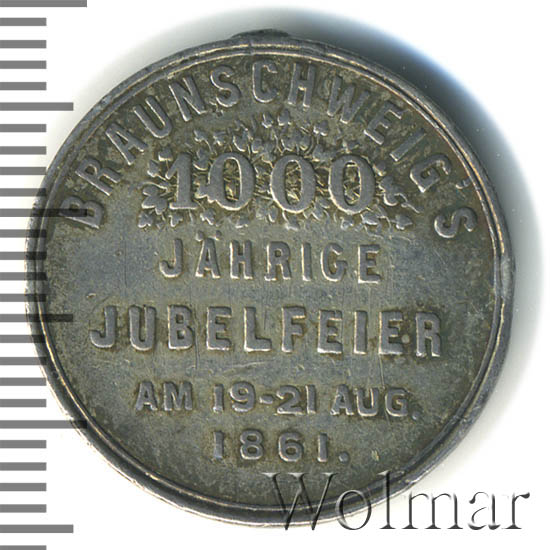 BRAUNSCHWEIG'S
1000
JÄHRIGE
JUBELFEIER
AM 19-21 AUG.
1861.
Wolmar